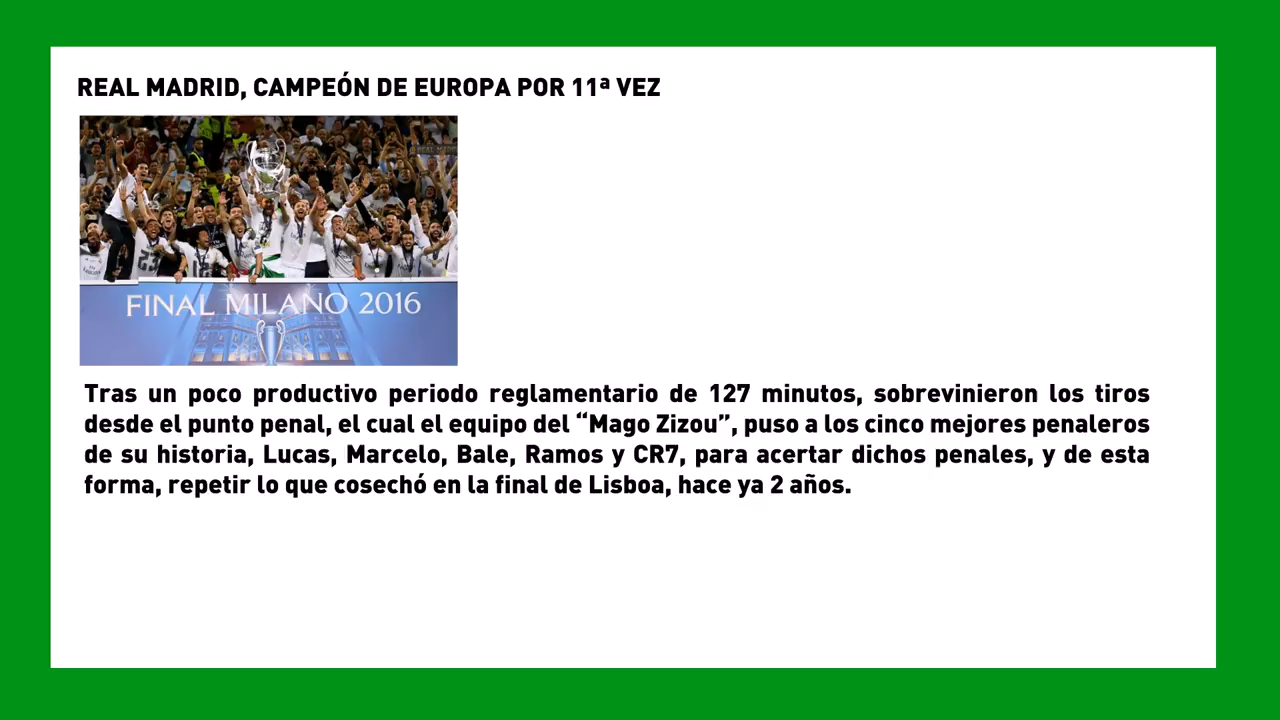 REAL MADRID, CAMPEÓN DE EUROPA POR 11ª VEZ
23
12
FINAL MILANO 2016
Tras un poco productivo periodo reglamentario de 127 minutos, sobrevinieron los tiros
desde el punto penal, el cual el equipo del “Mago Zizou”, puso a los cinco mejores penaleros
de su historia, Lucas, Marcelo, Bale, Ramos y CR7, para acertar dichos penales, y de esta
forma, repetir lo que cosechó en la final de Lisboa, hace ya 2 años.